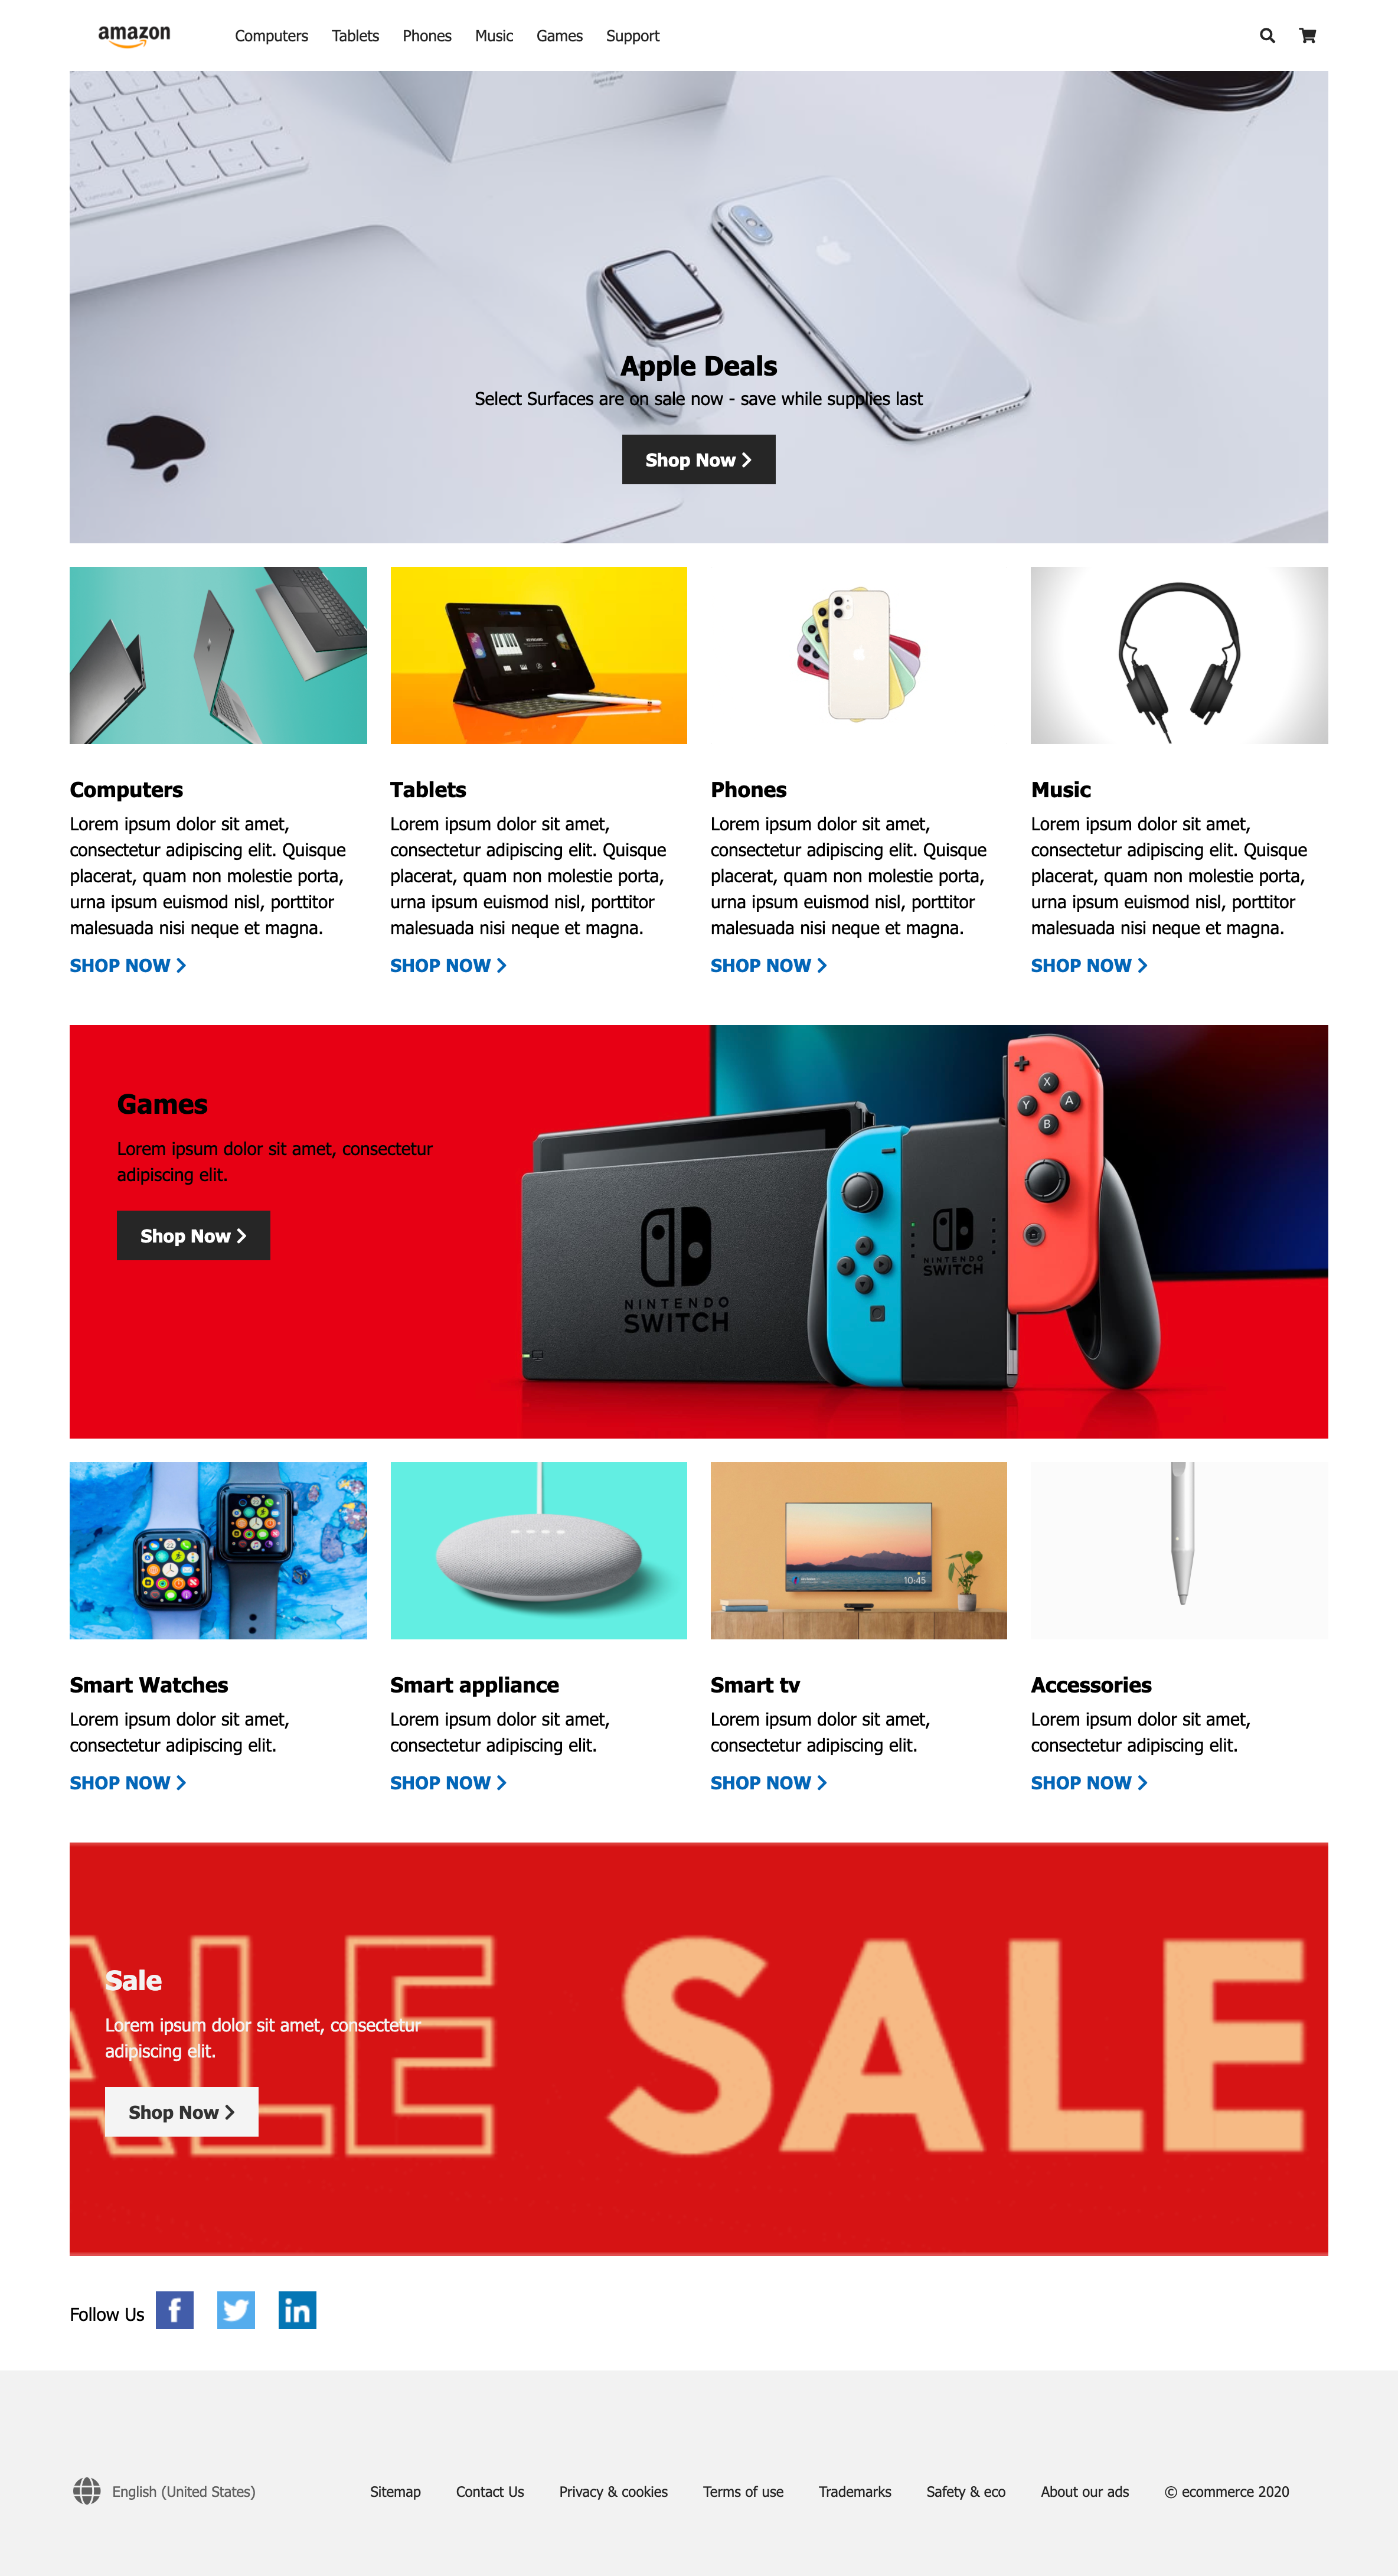 amazon
Computers Tablets Phones Music Games Support
command option
Apple Deals
Select Surfaces are on sale now - save while supplies last
Shop Now
Computers
Lorem ipsum dolor sit amet,
consectetur adipiscing elit. Quisque
placerat, quam non molestie porta,
urna ipsum euismod nisl, porttitor
malesuada nisi neque et magna.
SHOP NOW
Tablets
Lorem ipsum dolor sit amet,
consectetur adipiscing elit. Quisque
placerat, quam non molestie porta,
urna ipsum euismod nisl, porttitor
malesuada nisi neque et magna.
SHOP NOW
Phones
Lorem ipsum dolor sit amet,
consectetur adipiscing elit. Quisque
placerat, quam non molestie porta,
urna ipsum euismod nisl, porttitor
malesuada nisi neque et magna.
SHOP NOW
Music
Lorem ipsum dolor sit amet,
consectetur adipiscing elit. Quisque
placerat, quam non molestie porta,
urna ipsum euismod nisl, porttitor
malesuada nisi neque et magna.
SHOP NOW
Games
Lorem ipsum dolor sit amet, consectetur
adipiscing elit.
Shop Now
NINTENDO
SWITCH
NINTENDO
SWITCH
X
Y A
B
10:45
Smart Watches
Lorem ipsum dolor sit amet,
consectetur adipiscing elit.
SHOP NOW
Smart appliance
Lorem ipsum dolor sit amet,
consectetur adipiscing elit.
SHOP NOW
Smart tv
Lorem ipsum dolor sit amet,
consectetur adipiscing elit.
SHOP NOW
Accessories
Lorem ipsum dolor sit amet,
consectetur adipiscing elit.
SHOP NOW
ALE SALE
Sale
Lorem ipsum dolor sit amet, consectetur
adipiscing elit.
Shop Now
Follow Us f in
English (United States) Sitemap Contact Us Privacy & cookies Terms of use Trademarks Safety & eco About our ads © ecommerce 2020